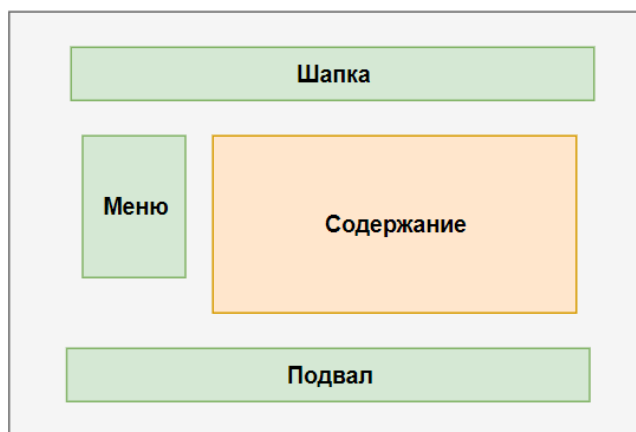 Шапка
Меню
Содержание
Подвал